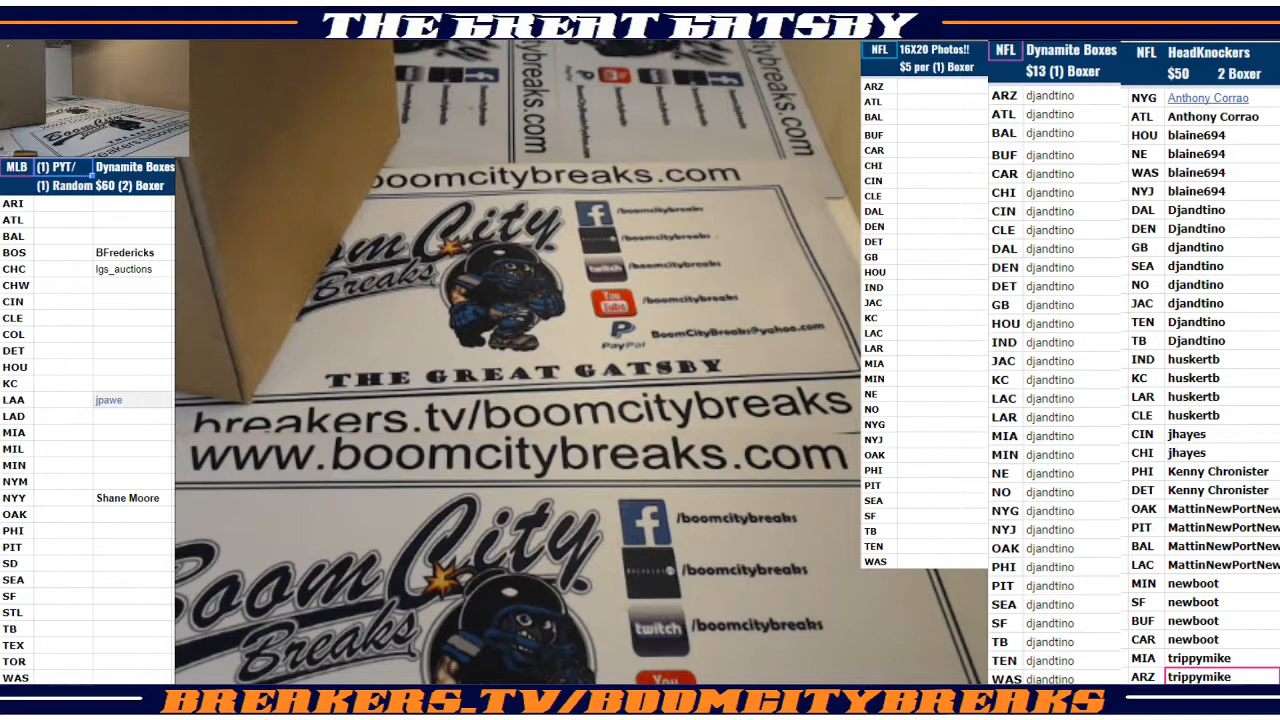 THE GREAT GATSBY
MLB (1) PYT/ Dynamite Boxes
(1) Random $60 (2) Boxer
ARI
ATL
BAL
BOS BFredericks
CHC lgs_auctions
CHW
CIN
CLE
COL
DET
HOU
KC
LAA jpawe
LAD
MIA
MIL
MIN
NYM
NYY Shane Moore
OAK
PHI
PIT
SD
SEA
SF
STL
TB
TEX
TOR
WAS
boomcitybreaks.com
Boom City Breaks
/boomcitybreaks
/boomcitybreaks
twitch /boomcitybreaks
You Tube /boomcitybreaks
PayPal BoomCityBreaks@yahoo.com
THE GREAT GATSBY
breakers.tv/boomcitybreaks
www.boomcitybreaks.com
Boom City Breaks
/boomcitybreaks
/boomcitybreaks
twitch /boomcitybreaks
You
NFL 16X20 Photos!!
$5 per (1) Boxer
ARZ
ATL
BAL
BUF
CAR
CHI
CIN
CLE
DAL
DEN
DET
GB
HOU
IND
JAC
KC
LAC
LAR
MIA
MIN
NE
NO
NYG
NYJ
OAK
PHI
PIT
SEA
SF
TB
TEN
WAS
NFL Dynamite Boxes
$13 (1) Boxer
ARZ djandtino
ATL djandtino
BAL djandtino
BUF djandtino
CAR djandtino
CHI djandtino
CIN djandtino
CLE djandtino
DAL djandtino
DEN djandtino
DET djandtino
GB djandtino
HOU djandtino
IND djandtino
JAC djandtino
KC djandtino
LAC djandtino
LAR djandtino
MIA djandtino
MIN djandtino
NE djandtino
NO djandtino
NYG djandtino
NYJ djandtino
OAK djandtino
PHI djandtino
PIT djandtino
SEA djandtino
SF djandtino
TB djandtino
TEN djandtino
WAS djandtino
NFL HeadKnockers
$50 2 Boxer
NYG Anthony Corrao
ATL Anthony Corrao
HOU blaine694
NE blaine694
WAS blaine694
NYJ blaine694
DAL Djandtino
DEN Djandtino
GB djandtino
SEA djandtino
NO djandtino
JAC djandtino
TEN Djandtino
TB Djandtino
IND huskertb
KC huskertb
LAR huskertb
CLE huskertb
CIN jhayes
CHI jhayes
PHI Kenny Chronister
DET Kenny Chronister
OAK MattinNewPortNew
PIT MattinNewPortNew
BAL MattinNewPortNew
LAC MattinNewPortNew
MIN newboot
SF newboot
BUF newboot
CAR newboot
MIA trippymike
ARZ trippymike
BREAKERS.TV/BOOMCITYBREAKS